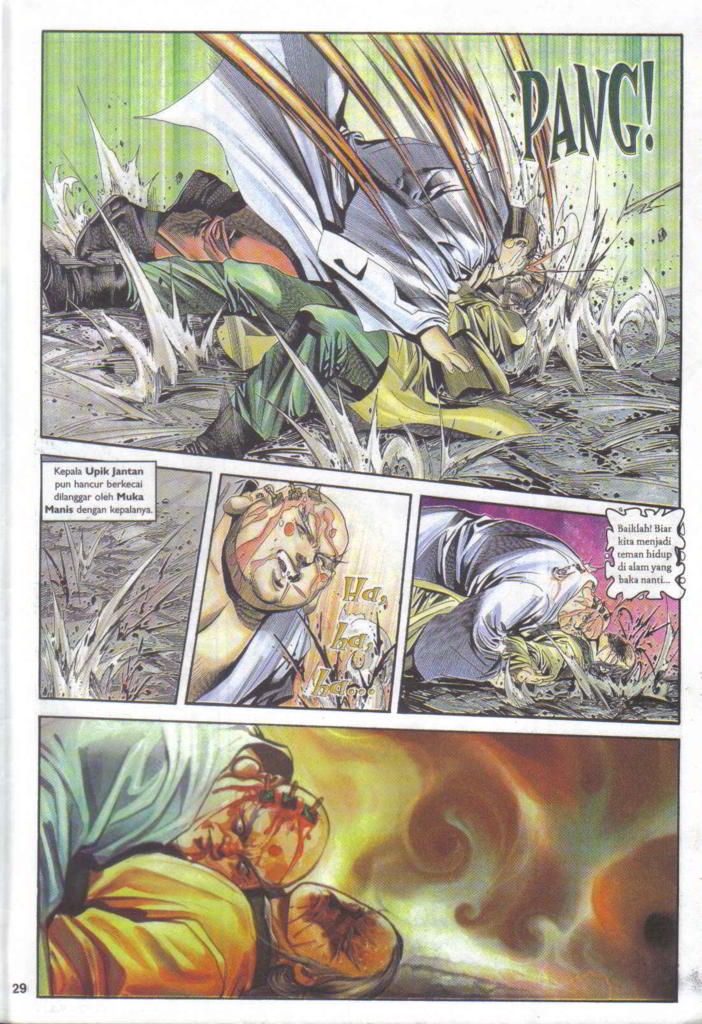 PANG!
Kepala Upik Jantan
pun hancur berkecai
dilanggar oleh Muka
Manis dengan kepalanya.
Ha,
ha,
ha...
Baiklah! Biar
kita menjadi
teman hidup
di alam yang
baka nanti...
29